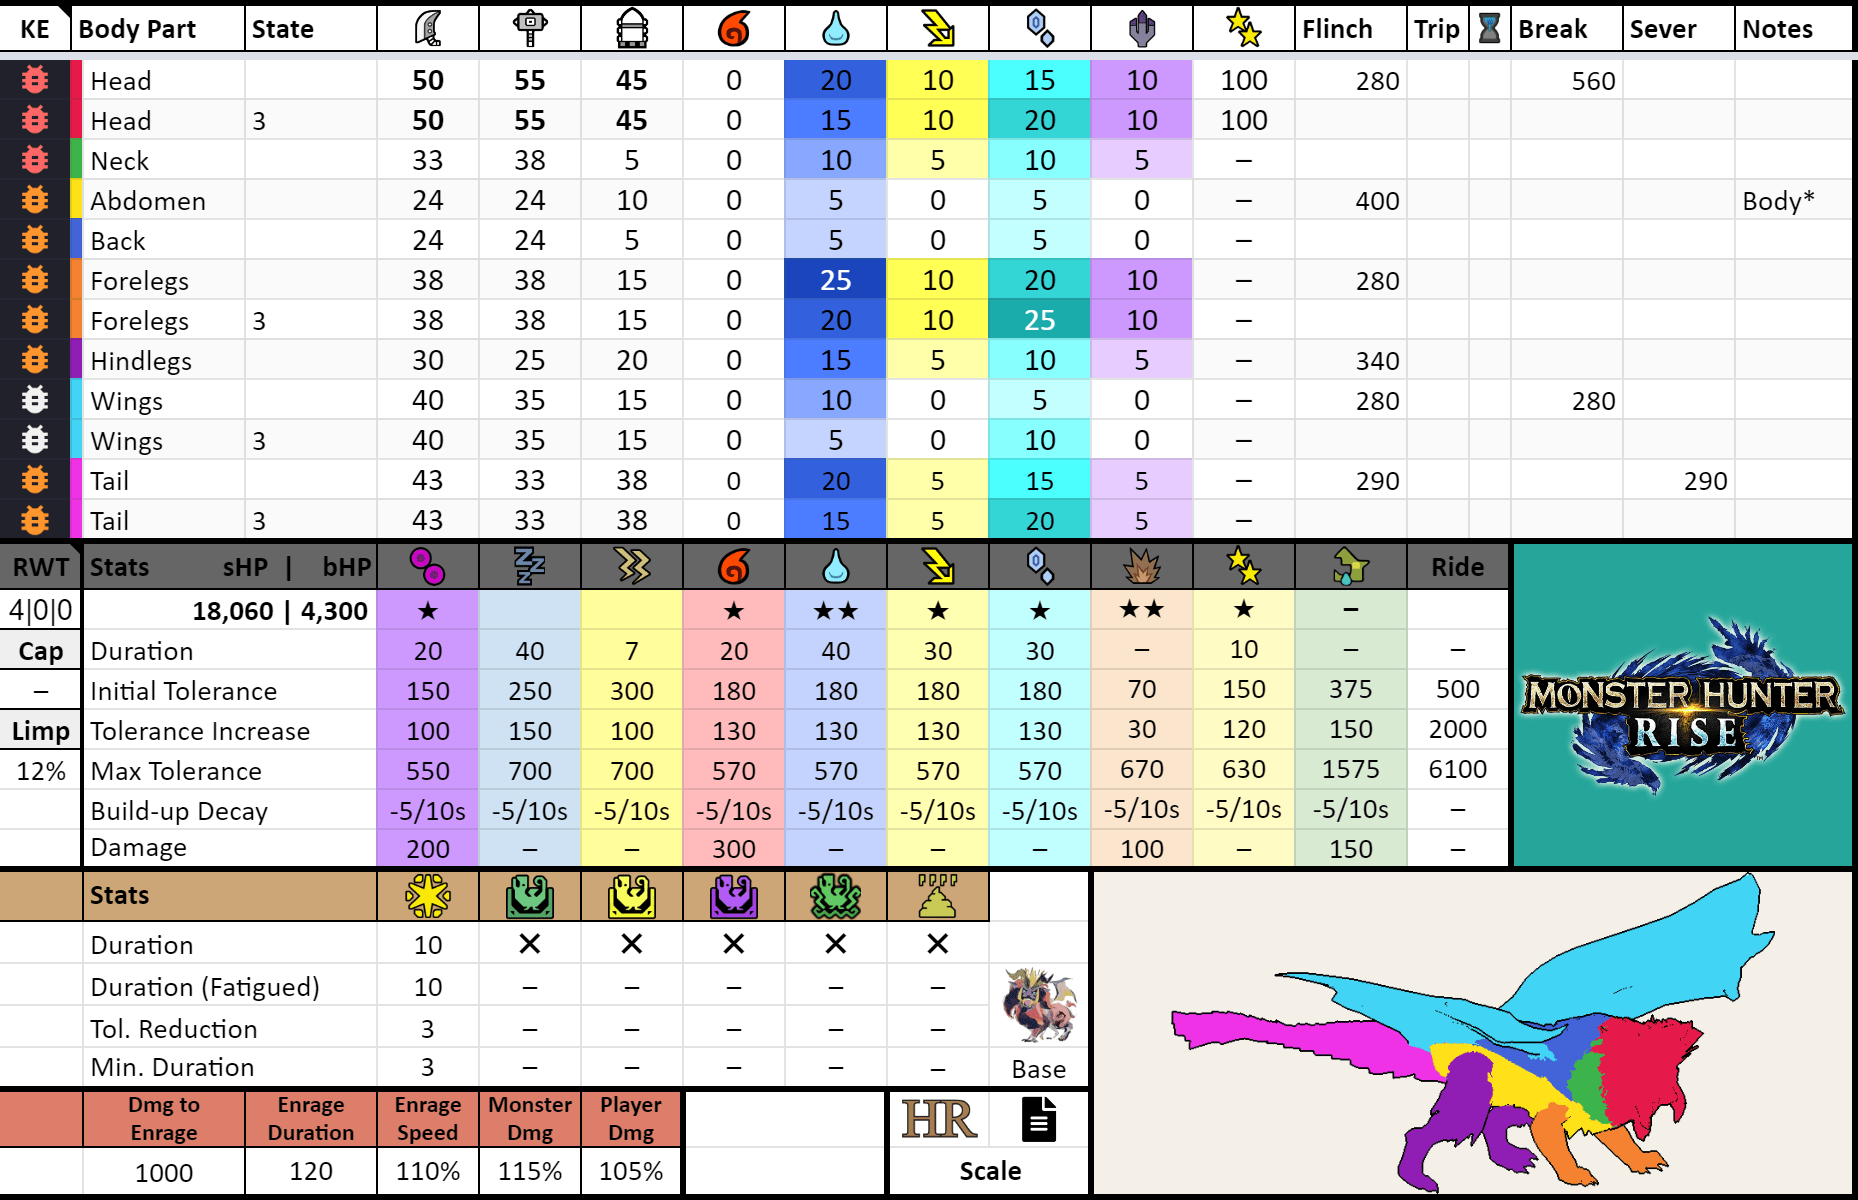 KE Body Part State Flinch Trip Break Sever Notes
Head 50 55 45 0 20 10 15 10 100 280 560
Head 3 50 55 45 0 15 10 20 10 100
Neck 33 38 5 0 10 5 10 5 –
Abdomen 24 24 10 0 5 0 5 0 – 400 Body*
Back 24 24 5 0 5 0 5 0 –
Forelegs 38 38 15 0 25 10 20 10 – 280
Forelegs 3 38 38 15 0 20 10 25 10 –
Hindlegs 30 25 20 0 15 5 10 5 – 340
Wings 40 35 15 0 10 0 5 0 – 280 280
Wings 3 40 35 15 0 5 0 10 0 –
Tail 43 33 38 0 20 5 15 5 – 290 290
Tail 3 43 33 38 0 15 5 20 5 –
RWT Stats sHP | bHP Ride
4|0|0 18,060 | 4,300 ★ ★ ★★ ★ ★ ★★ ★ –
Cap Duration 20 40 7 20 40 30 30 – 10 – –
– Initial Tolerance 150 250 300 180 180 180 180 70 150 375 500
Limp Tolerance Increase 100 150 100 130 130 130 130 30 120 150 2000
12% Max Tolerance 550 700 700 570 570 570 570 670 630 1575 6100
Build-up Decay -5/10s -5/10s -5/10s -5/10s -5/10s -5/10s -5/10s -5/10s -5/10s -5/10s –
Damage 200 – – 300 – – – 100 – 150 –
MONSTER HUNTER
RISE
Stats
Duration 10 ✕ ✕ ✕ ✕ ✕
Duration (Fatigued) 10 – – – – –
Tol. Reduction 3 – – – – –
Min. Duration 3 – – – – –
Base
Dmg to Enrage Enrage Monster Player
Enrage Duration Speed Dmg Dmg
HR
1000 120 110% 115% 105%
Scale